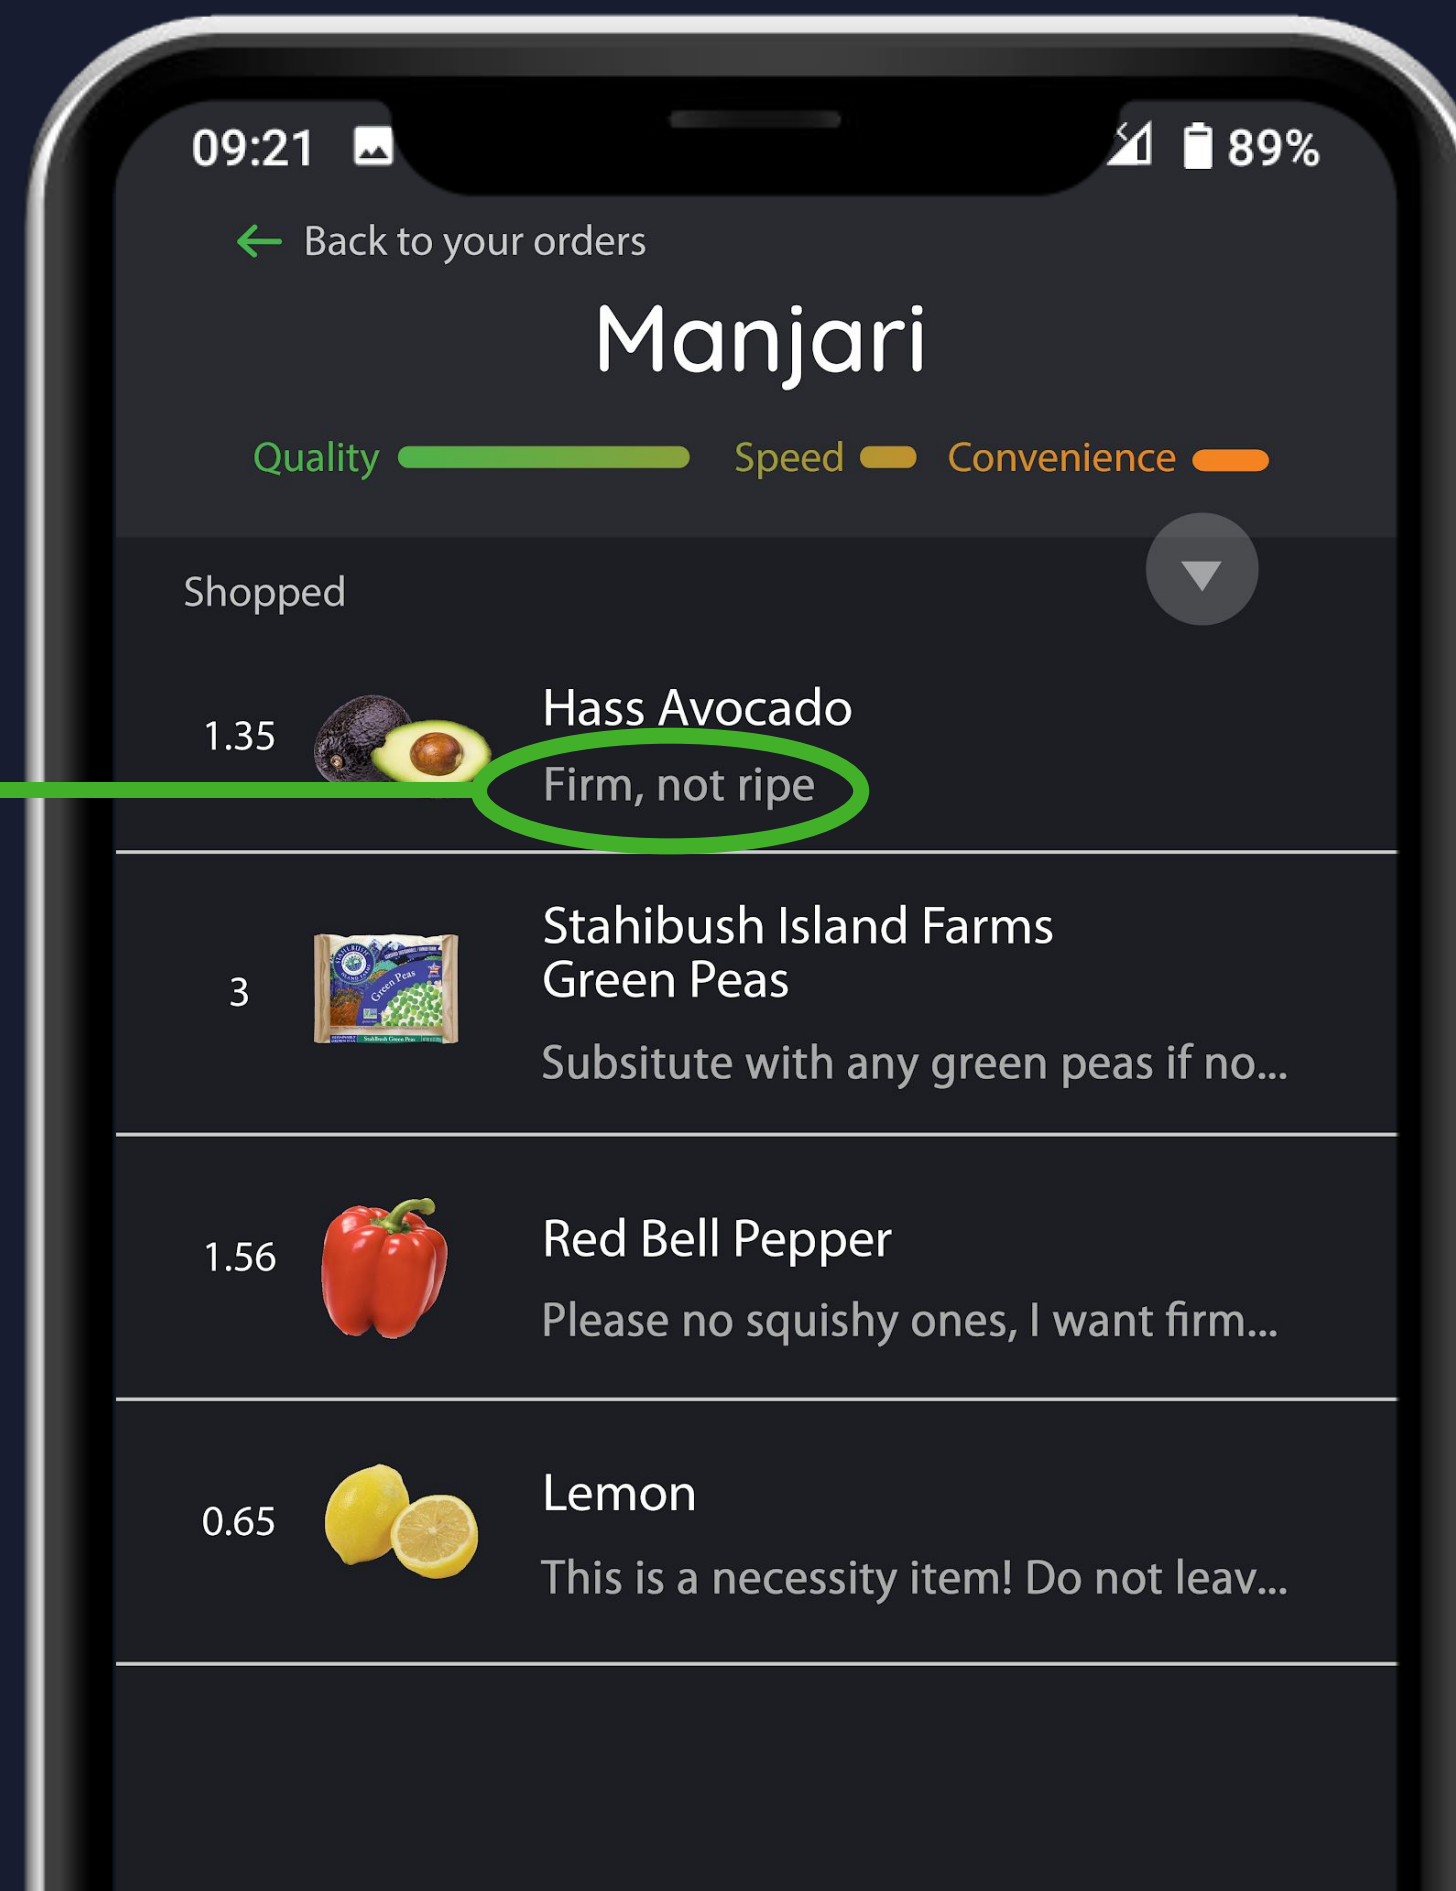 09:21 89%
Back to your orders
Manjari
Quality Speed Convenience
Shopped
1.35 Hass Avocado
Firm, not ripe
Stahibush Island Farms
3 Green Peas
Green Peas
Subsitute with any green peas if no...
1.56 Red Bell Pepper
Please no squishy ones, I want firm...
0.65 Lemon
This is a necessity item! Do not leav...